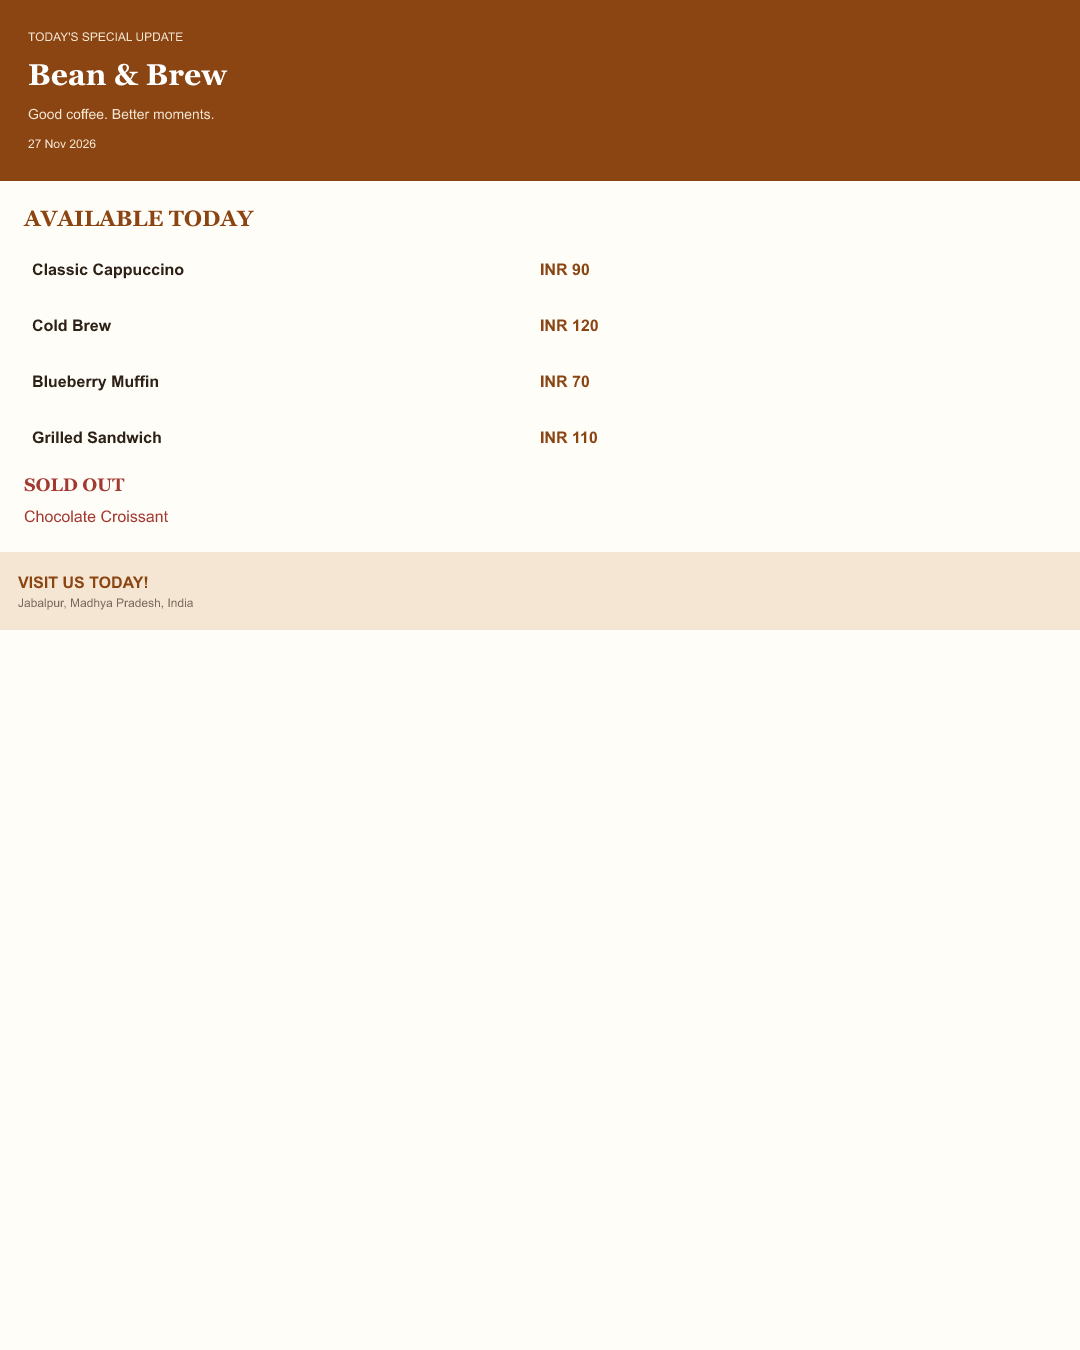 TODAY'S SPECIAL UPDATE
Bean & Brew
Good coffee. Better moments.
27 Nov 2026
AVAILABLE TODAY
Classic Cappuccino INR 90
Cold Brew INR 120
Blueberry Muffin INR 70
Grilled Sandwich INR 110
SOLD OUT
Chocolate Croissant
VISIT US TODAY!
Jabalpur, Madhya Pradesh, India